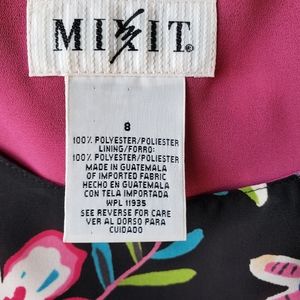 MIXIT®
8
100% POLYESTER/POLIESTER
LINING/FORRO:
100% POLYESTER/POLIESTER
MADE IN GUATEMALA
OF IMPORTED FABRIC
HECHO EN GUATEMALA
CON TELA IMPORTADA
WPL 11935
SEE REVERSE FOR CARE
VER AL DORSO PARA
CUIDADO